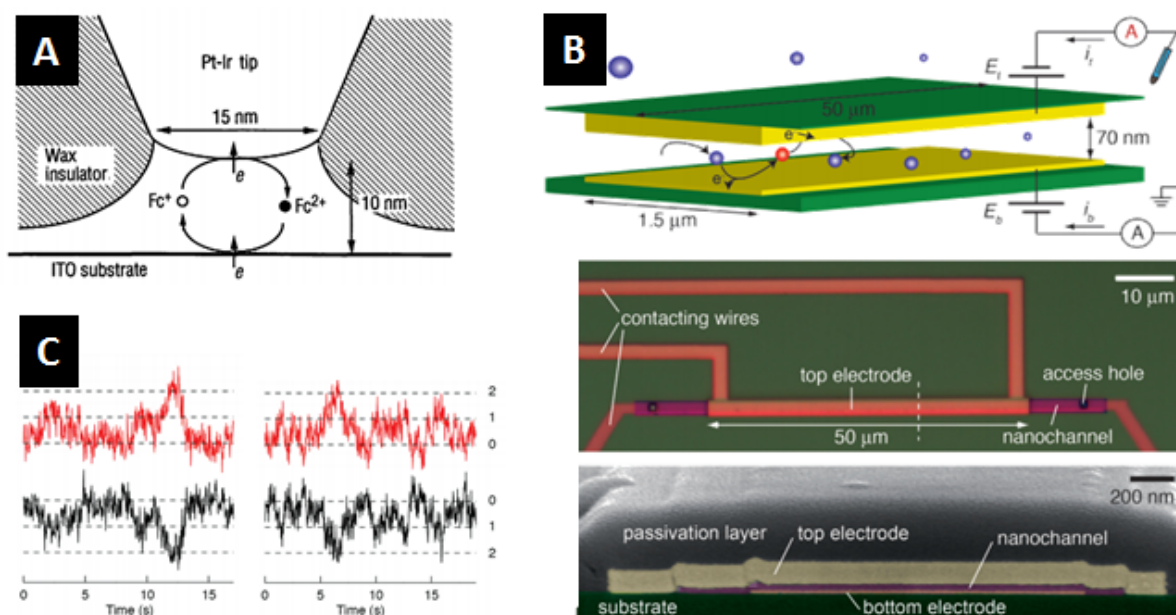 A
Pt-Ir tip
15 nm
Wax
insulator
Fc⁺
Fc²⁺
10 nm
e
e
ITO substrate
B
A
i_t
E_t
50 µm
e⁻
70 nm
e⁻
1.5 µm
E_b
i_b
A
10 µm
contacting wires
top electrode
access hole
50 µm
nanochannel
200 nm
passivation layer
top electrode
nanochannel
substrate
bottom electrode
C
2
1
0
0
1
2
0 5 10 15
Time (s)
0 5 10 15
Time (s)